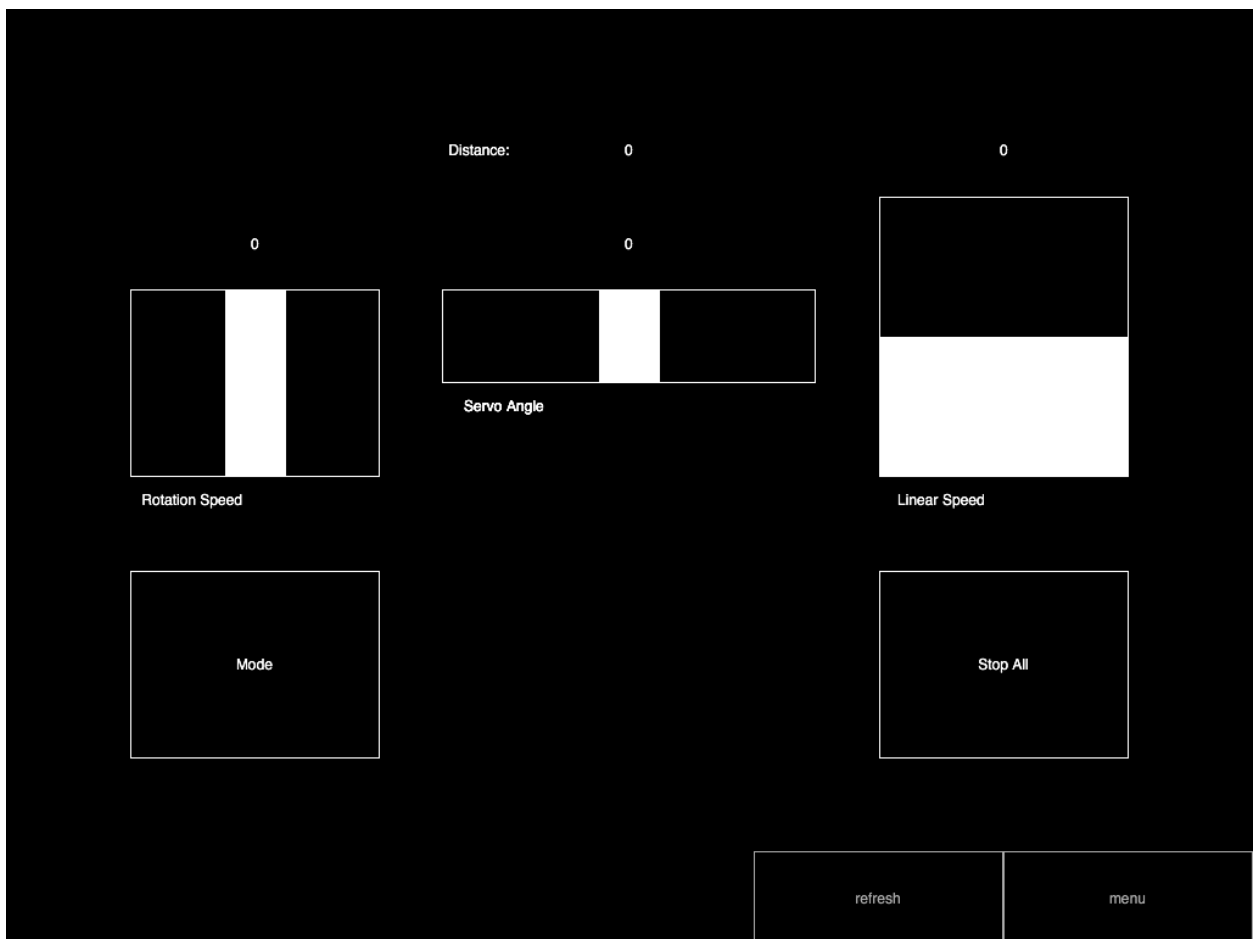 Distance: 0 0
0 0
Servo Angle
Rotation Speed Linear Speed
Mode Stop All
refresh menu